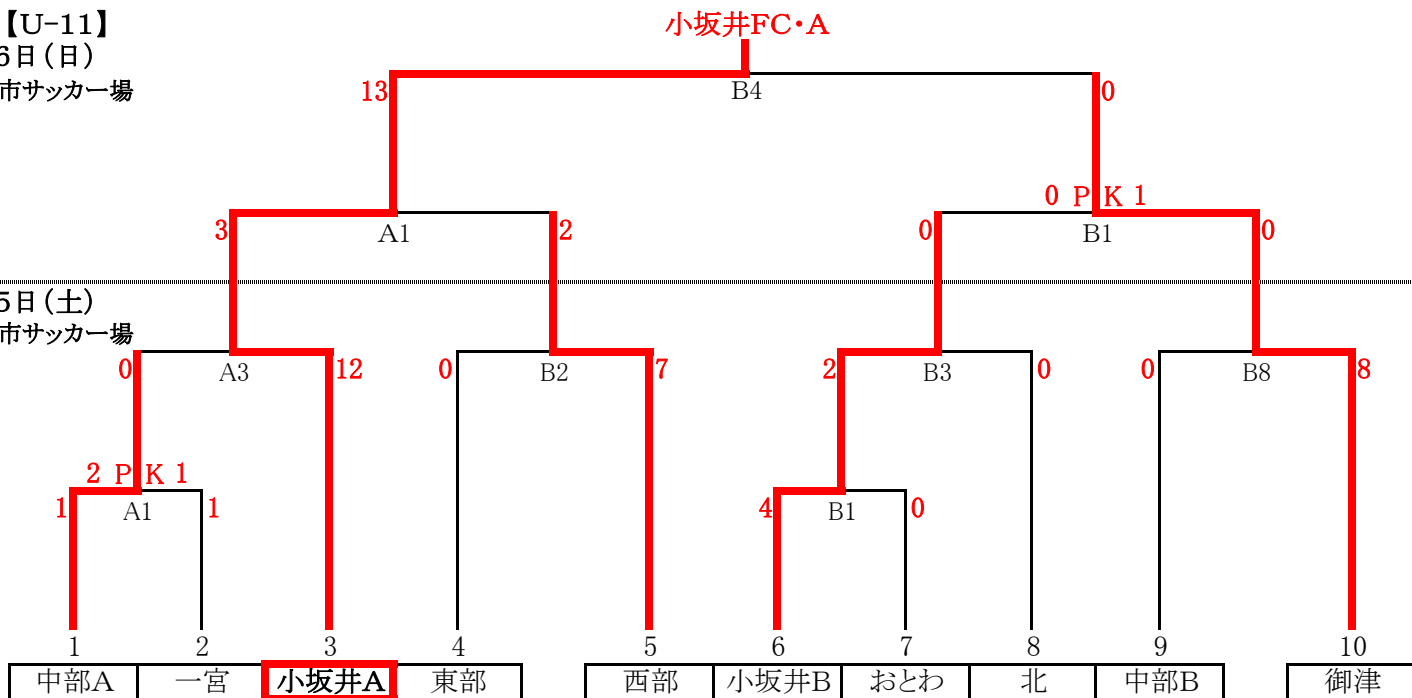 【U-11】
小坂井FC・A
6日(日)
市サッカー場
13 B4 0
0 PK 1
3 A1 2 0 B1 0
5日(土)
市サッカー場
0 A3 12 0 B2 7 2 B3 0 0 B8 8
2 PK 1
1 A1 1 4 B1 0
1 2 3 4 5 6 7 8 9 10
中部A 一宮 小坂井A 東部 西部 小坂井B おとわ 北 中部B 御津